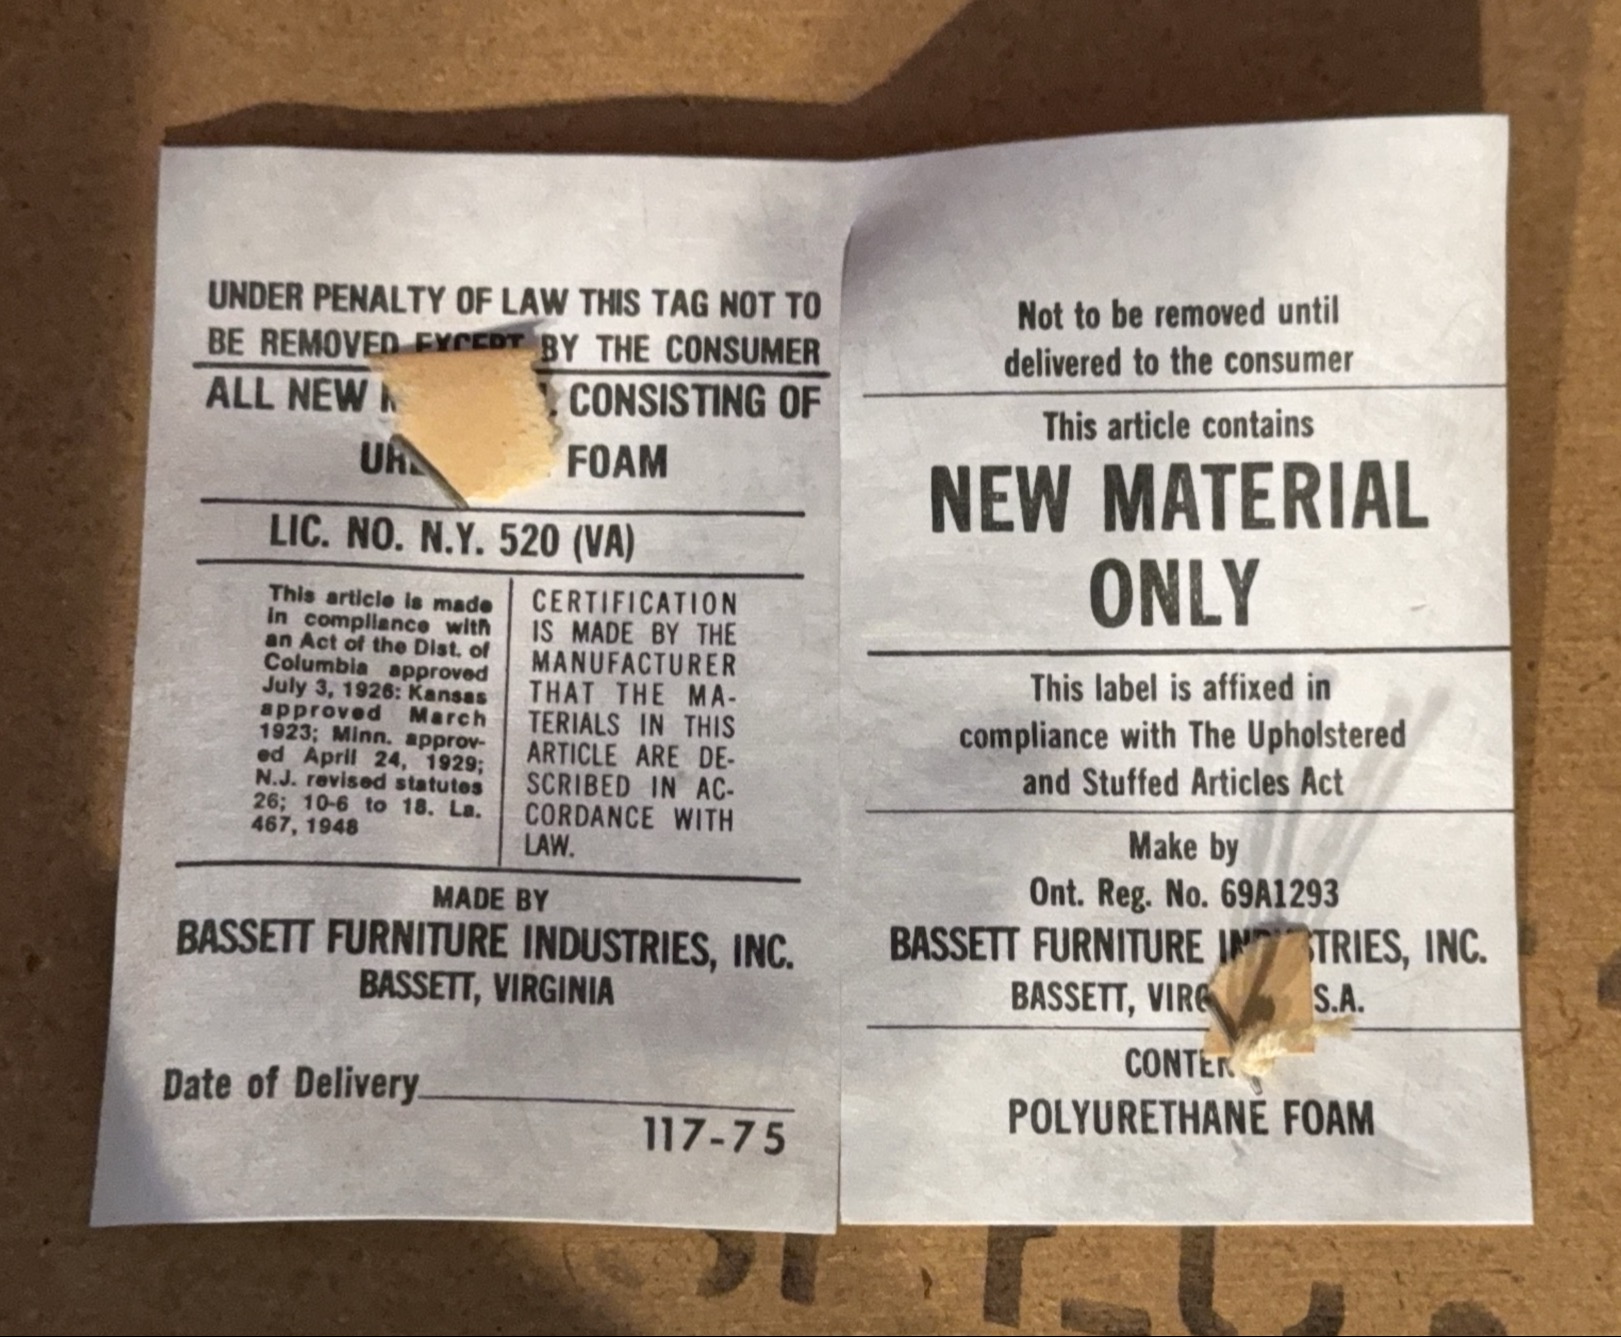 UNDER PENALTY OF LAW THIS TAG NOT TO
BE REMOVED EXCEPT BY THE CONSUMER
ALL NEW CONSISTING OF
FOAM
LIC. NO. N.Y. 520 (VA)
This article is made
in compliance with
an Act of the Dist. of
Columbia approved
July 3, 1926: Kansas
approved March
1923; Minn. approv-
ed April 24, 1929;
N.J. revised statutes
26; 10-6 to 18. La.
467, 1948
CERTIFICATION
IS MADE BY THE
MANUFACTURER
THAT THE MA-
TERIALS IN THIS
ARTICLE ARE DE-
SCRIBED IN AC-
CORDANCE WITH
LAW.
MADE BY
BASSETT FURNITURE INDUSTRIES, INC.
BASSETT, VIRGINIA
Date of Delivery
117-75
Not to be removed until
delivered to the consumer
This article contains
NEW MATERIAL
ONLY
This label is affixed in
compliance with The Upholstered
and Stuffed Articles Act
Make by
Ont. Reg. No. 69A1293
BASSETT FURNITURE INDUSTRIES, INC.
BASSETT, S.A.
POLYURETHANE FOAM